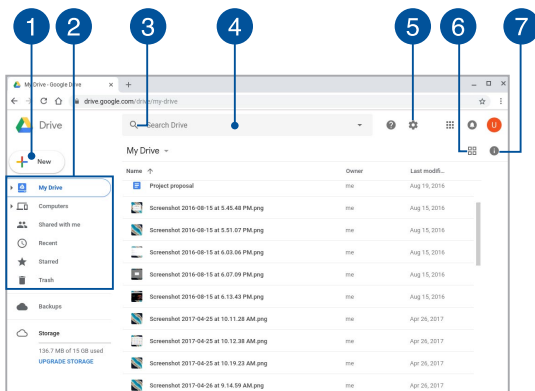 1 2 3 4 5 6 7
My Drive - Google Drive × +
drive.google.com/drive/my-drive
Drive
Search Drive
U
New
My Drive
Name ↑ Owner Last modifi...
My Drive
Computers
Shared with me
Recent
Starred
Trash
Backups
Storage
136.7 MB of 15 GB used
UPGRADE STORAGE
Project proposal me Aug 19, 2016
Screenshot 2016-08-15 at 5.45.48 PM.png me Aug 15, 2016
Screenshot 2016-08-15 at 5.51.07 PM.png me Aug 15, 2016
Screenshot 2016-08-15 at 6.03.06 PM.png me Aug 15, 2016
Screenshot 2016-08-15 at 6.07.09 PM.png me Aug 15, 2016
Screenshot 2016-08-15 at 6.13.43 PM.png me Aug 15, 2016
Screenshot 2017-04-25 at 10.11.28 AM.png me Apr 26, 2017
Screenshot 2017-04-25 at 10.12.38 AM.png me Apr 26, 2017
Screenshot 2017-04-25 at 10.19.23 AM.png me Apr 26, 2017
Screenshot 2017-04-26 at 9.14.59 AM.png me Apr 26, 2017